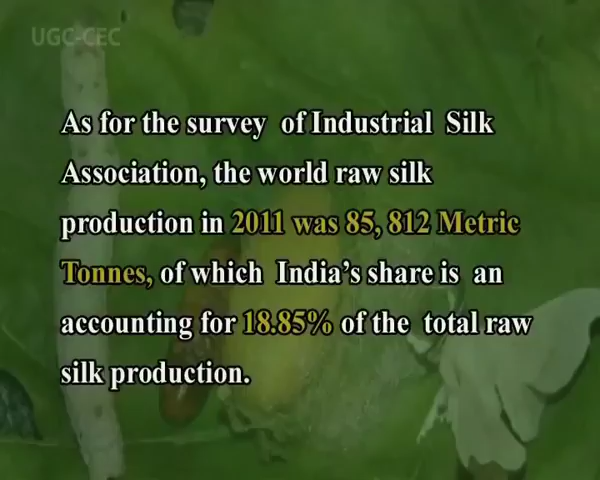 UGC-CEC
As for the survey of Industrial Silk
Association, the world raw silk
production in 2011 was 85, 812 Metric
Tonnes, of which India's share is an
accounting for 18.85% of the total raw
silk production.